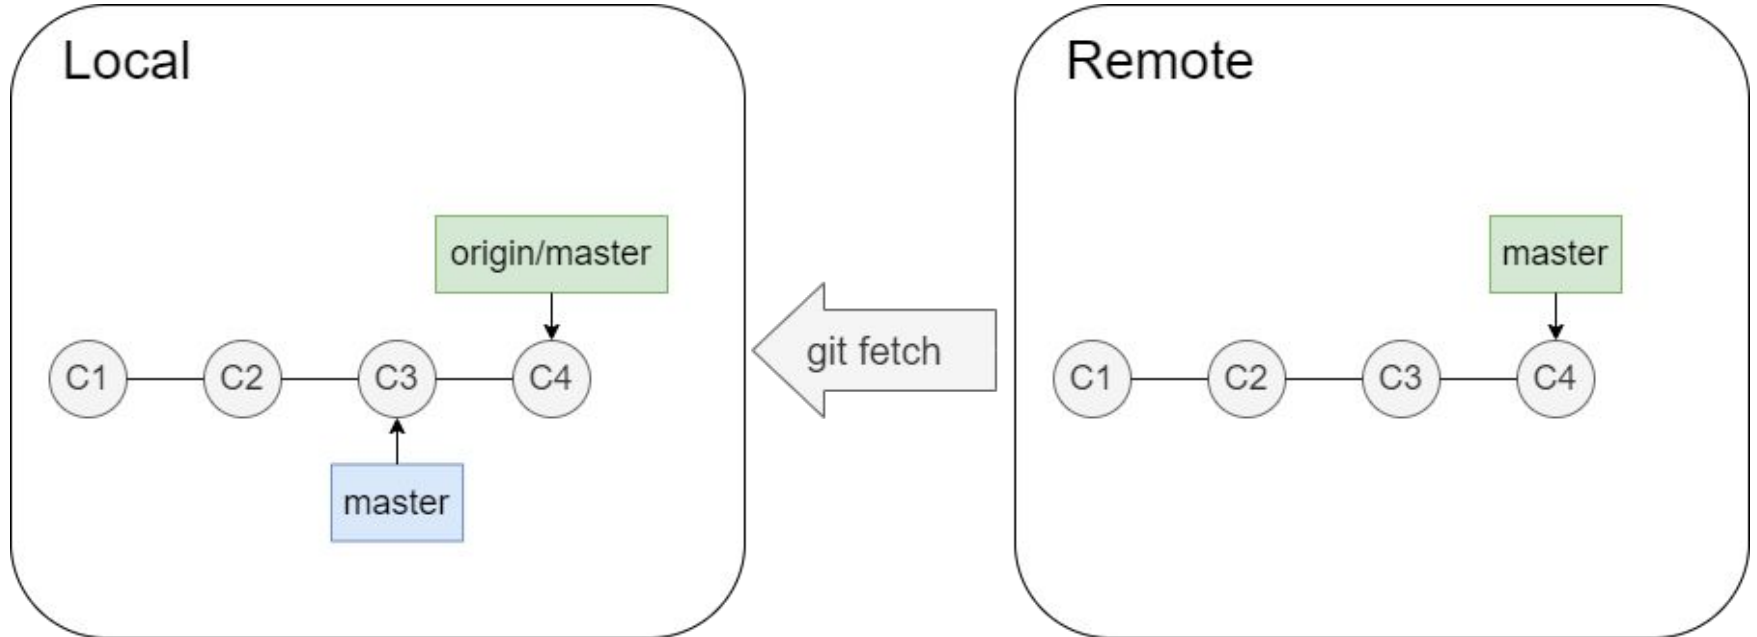 Local
Remote
origin/master
master
git fetch
C1
C2
C3
C4
C1
C2
C3
C4
master